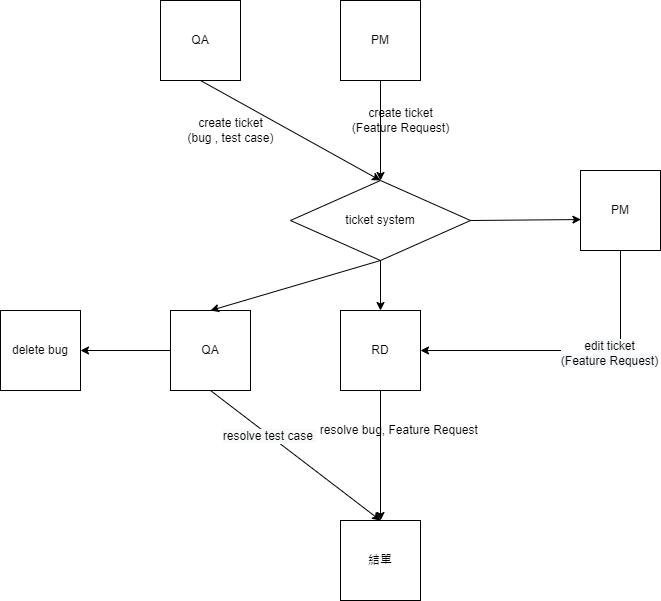 QA
PM
create ticket
(bug , test case)
create ticket
(Feature Request)
ticket system
PM
delete bug
QA
RD
edit ticket
(Feature Request)
resolve test case
resolve bug, Feature Request
結單